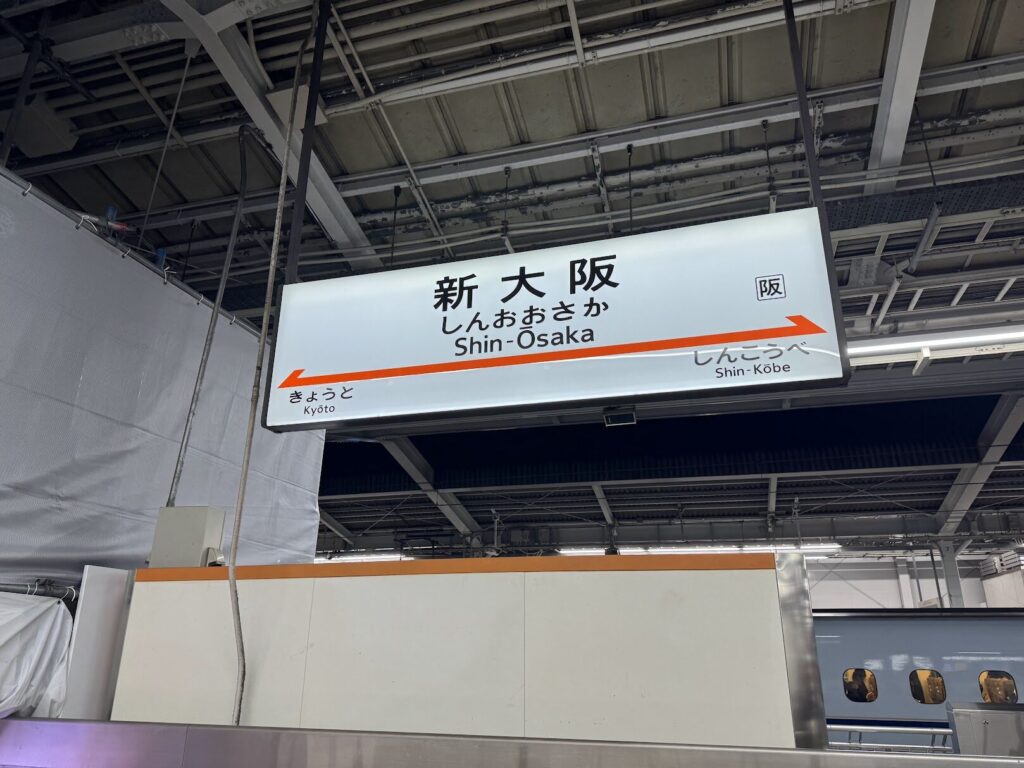 新大阪
しんおおさか
Shin-Ōsaka
阪
きょうと
Kyōto
しんこうべ
Shin-Kōbe